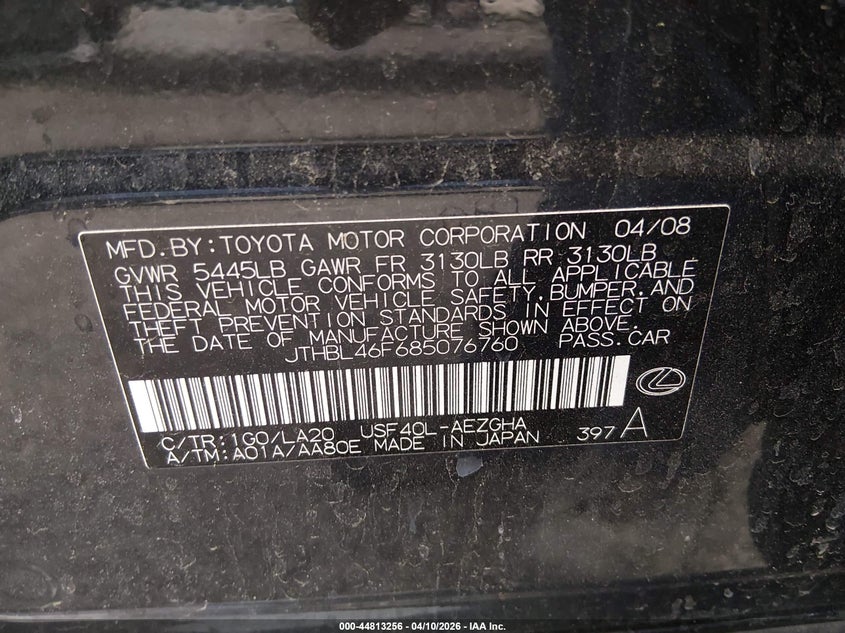 MFD.BY:TOYOTA MOTOR CORPORATION 04/08
GVWR 5445LB GAWR FR 3130LB RR 3130LB
THIS VEHICLE CONFORMS TO ALL APPLICABLE
FEDERAL MOTOR VEHICLE SAFETY,BUMPER,AND
THEFT PREVENTION STANDARDS IN EFFECT ON
THE DATE OF MANUFACTURE SHOWN ABOVE.
JTHBL46F685076760 PASS.CAR
C/TR:1G0/LA20 USF40L-AEZGHA
A/TM:A01A/AA80E MADE IN JAPAN 397A
000-44813256 - 04/10/2026 - IAA Inc.